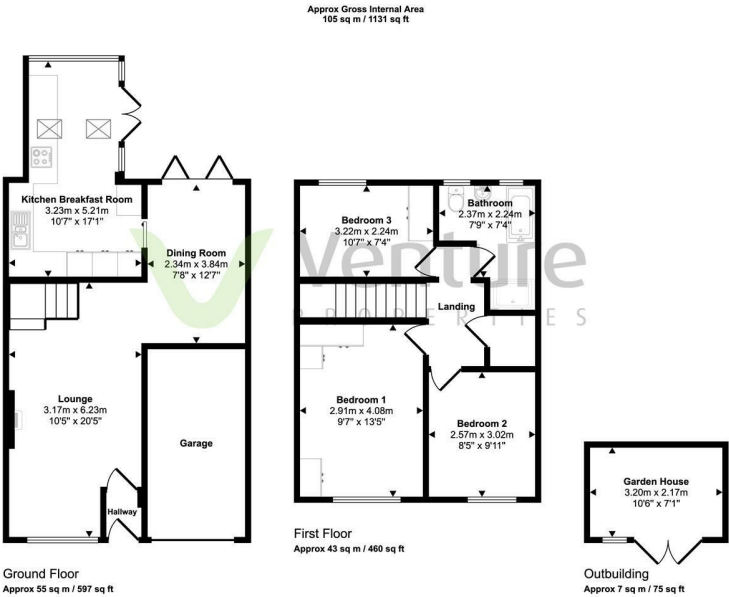 Approx Gross Internal Area
105 sq m / 1131 sq ft
Kitchen Breakfast Room
3.23m x 5.21m
10'7" x 17'1"
Dining Room
2.34m x 3.84m
7'8" x 12'7"
Lounge
3.17m x 6.23m
10'5" x 20'5"
Garage
Hallway
Ground Floor
Approx 55 sq m / 597 sq ft
Bedroom 3
3.22m x 2.24m
10'7" x 7'4"
Bathroom
2.37m x 2.24m
7'9" x 7'4"
Landing
Bedroom 1
2.91m x 4.08m
9'7" x 13'5"
Bedroom 2
2.57m x 3.02m
8'5" x 9'11"
First Floor
Approx 43 sq m / 460 sq ft
Garden House
3.20m x 2.17m
10'6" x 7'1"
Outbuilding
Approx 7 sq m / 75 sq ft
Venture
PROPERTIES